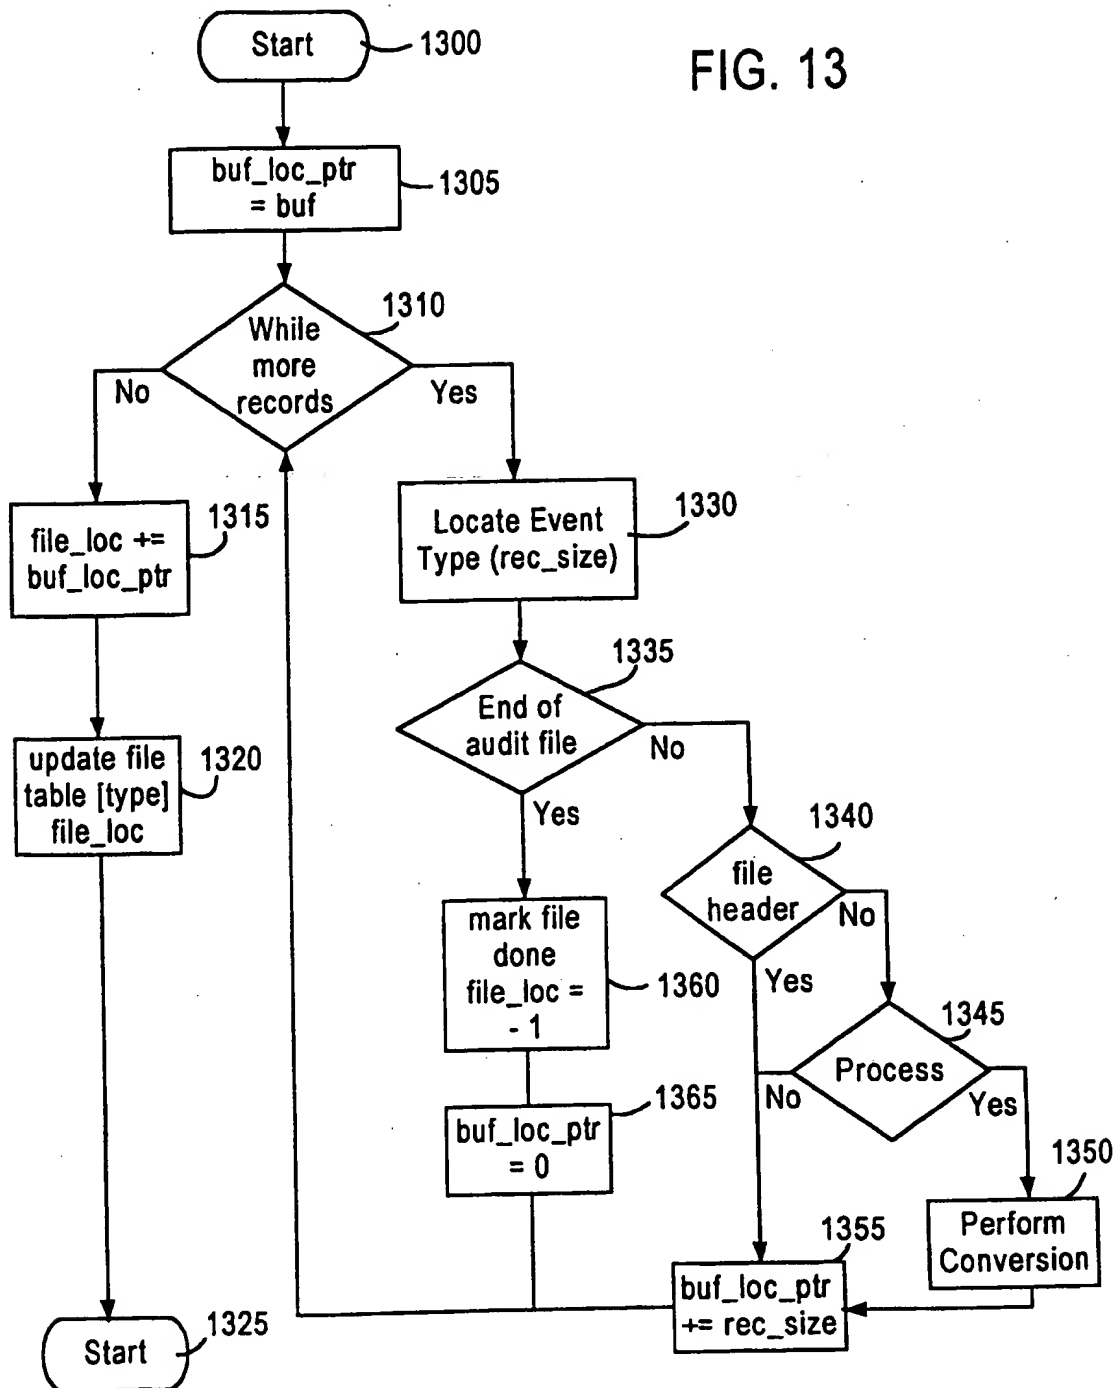 Start
1300
FIG. 13
buf_loc_ptr
= buf
1305
1310
While
more
records
No
Yes
file_loc +=
buf_loc_ptr
1315
Locate Event
Type (rec_size)
1330
update file
table [type]
file_loc
1320
End of
audit file
1335
No
Yes
file
header
1340
No
Yes
mark file
done
file_loc =
- 1
1360
Process
1345
No
Yes
buf_loc_ptr
= 0
1365
Perform
Conversion
1350
buf_loc_ptr
+= rec_size
1355
Start
1325